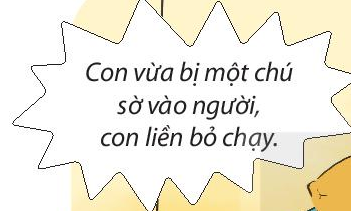 Con vừa bị một chú
sờ vào người,
con liền bỏ chạy.